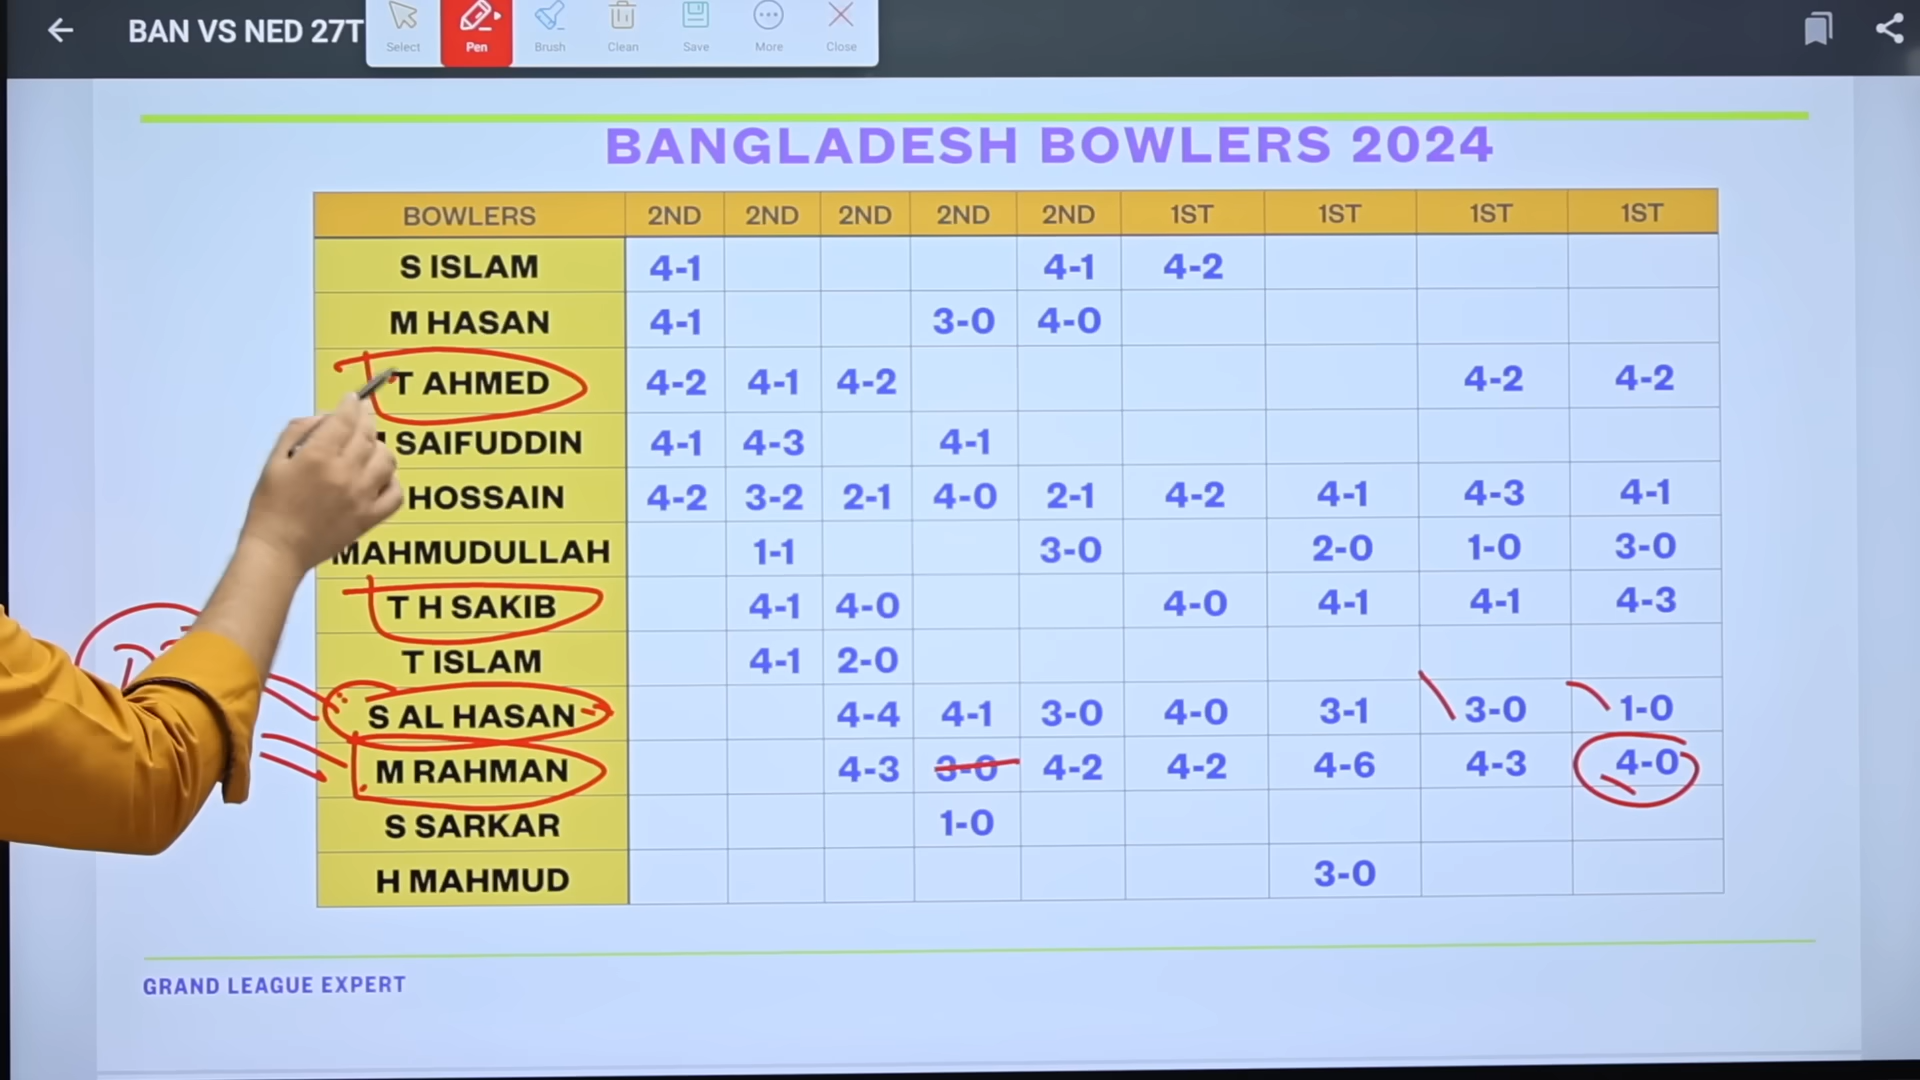 BAN VS NED 27T
Select Pen Brush Clean Save More Close
BANGLADESH BOWLERS 2024
BOWLERS 2ND 2ND 2ND 2ND 2ND 1ST 1ST 1ST 1ST
S ISLAM 4-1 4-1 4-2
M HASAN 4-1 3-0 4-0
T AHMED 4-2 4-1 4-2 4-2 4-2
SAIFUDDIN 4-1 4-3 4-1
HOSSAIN 4-2 3-2 2-1 4-0 2-1 4-2 4-1 4-3 4-1
MAHMUDULLAH 1-1 3-0 2-0 1-0 3-0
T H SAKIB 4-1 4-0 4-0 4-1 4-1 4-3
T ISLAM 4-1 2-0
S AL HASAN 4-4 4-1 3-0 4-0 3-1 3-0 1-0
M RAHMAN 4-3 3-0 4-2 4-2 4-6 4-3 4-0
S SARKAR 1-0
H MAHMUD 3-0
GRAND LEAGUE EXPERT